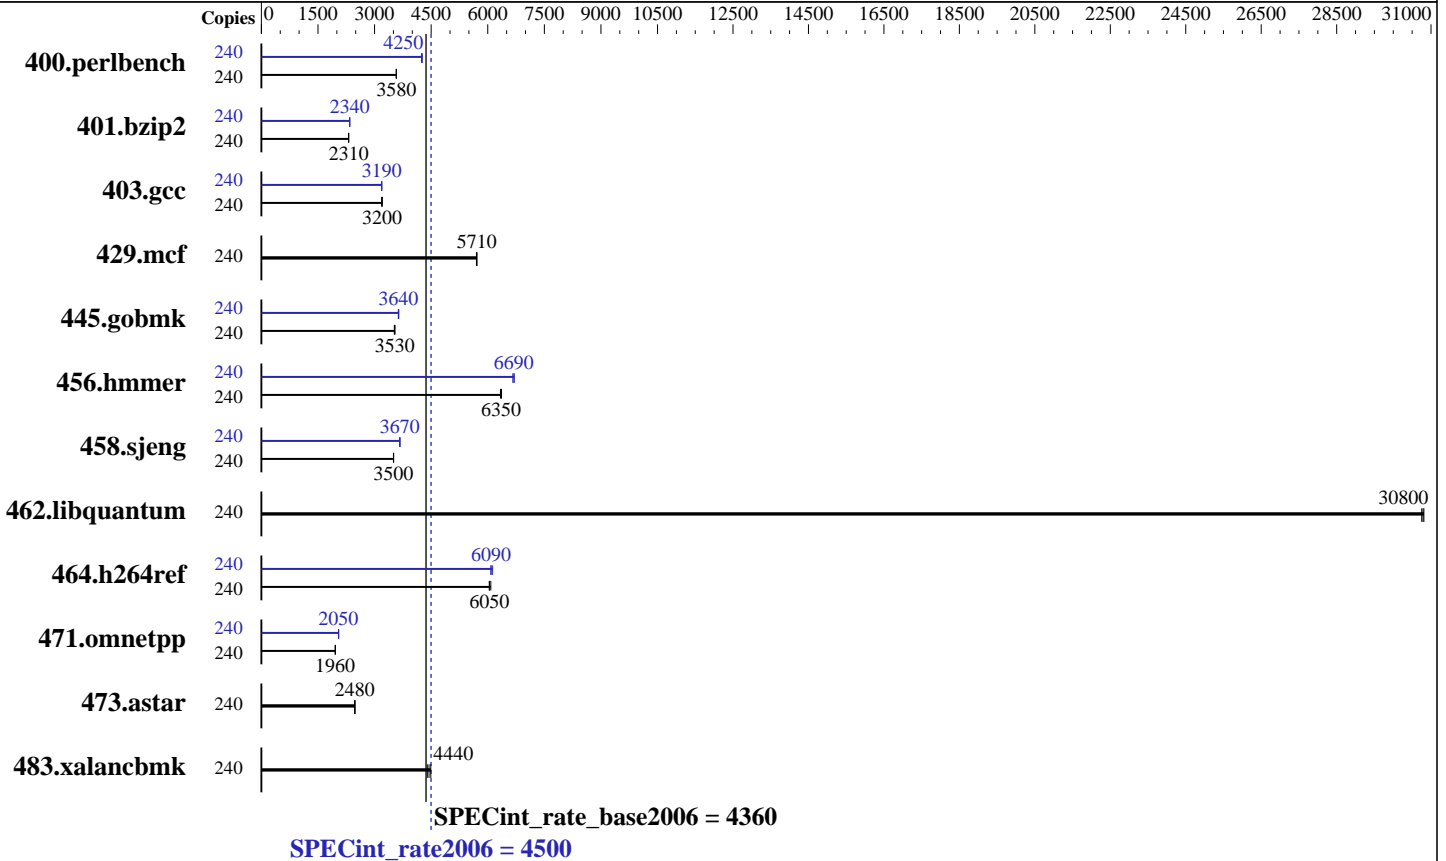 Copies 0 1500 3000 4500 6000 7500 9000 10500 12500 14500 16500 18500 20500 22500 24500 26500 28500 31000
400.perlbench 240 4250
240 3580
401.bzip2 240 2340
240 2310
403.gcc 240 3190
240 3200
429.mcf 240 5710
445.gobmk 240 3640
240 3530
456.hmmer 240 6690
240 6350
458.sjeng 240 3670
240 3500
462.libquantum 240 30800
464.h264ref 240 6090
240 6050
471.omnetpp 240 2050
240 1960
473.astar 240 2480
483.xalancbmk 240 4440
SPECint_rate_base2006 = 4360
SPECint_rate2006 = 4500